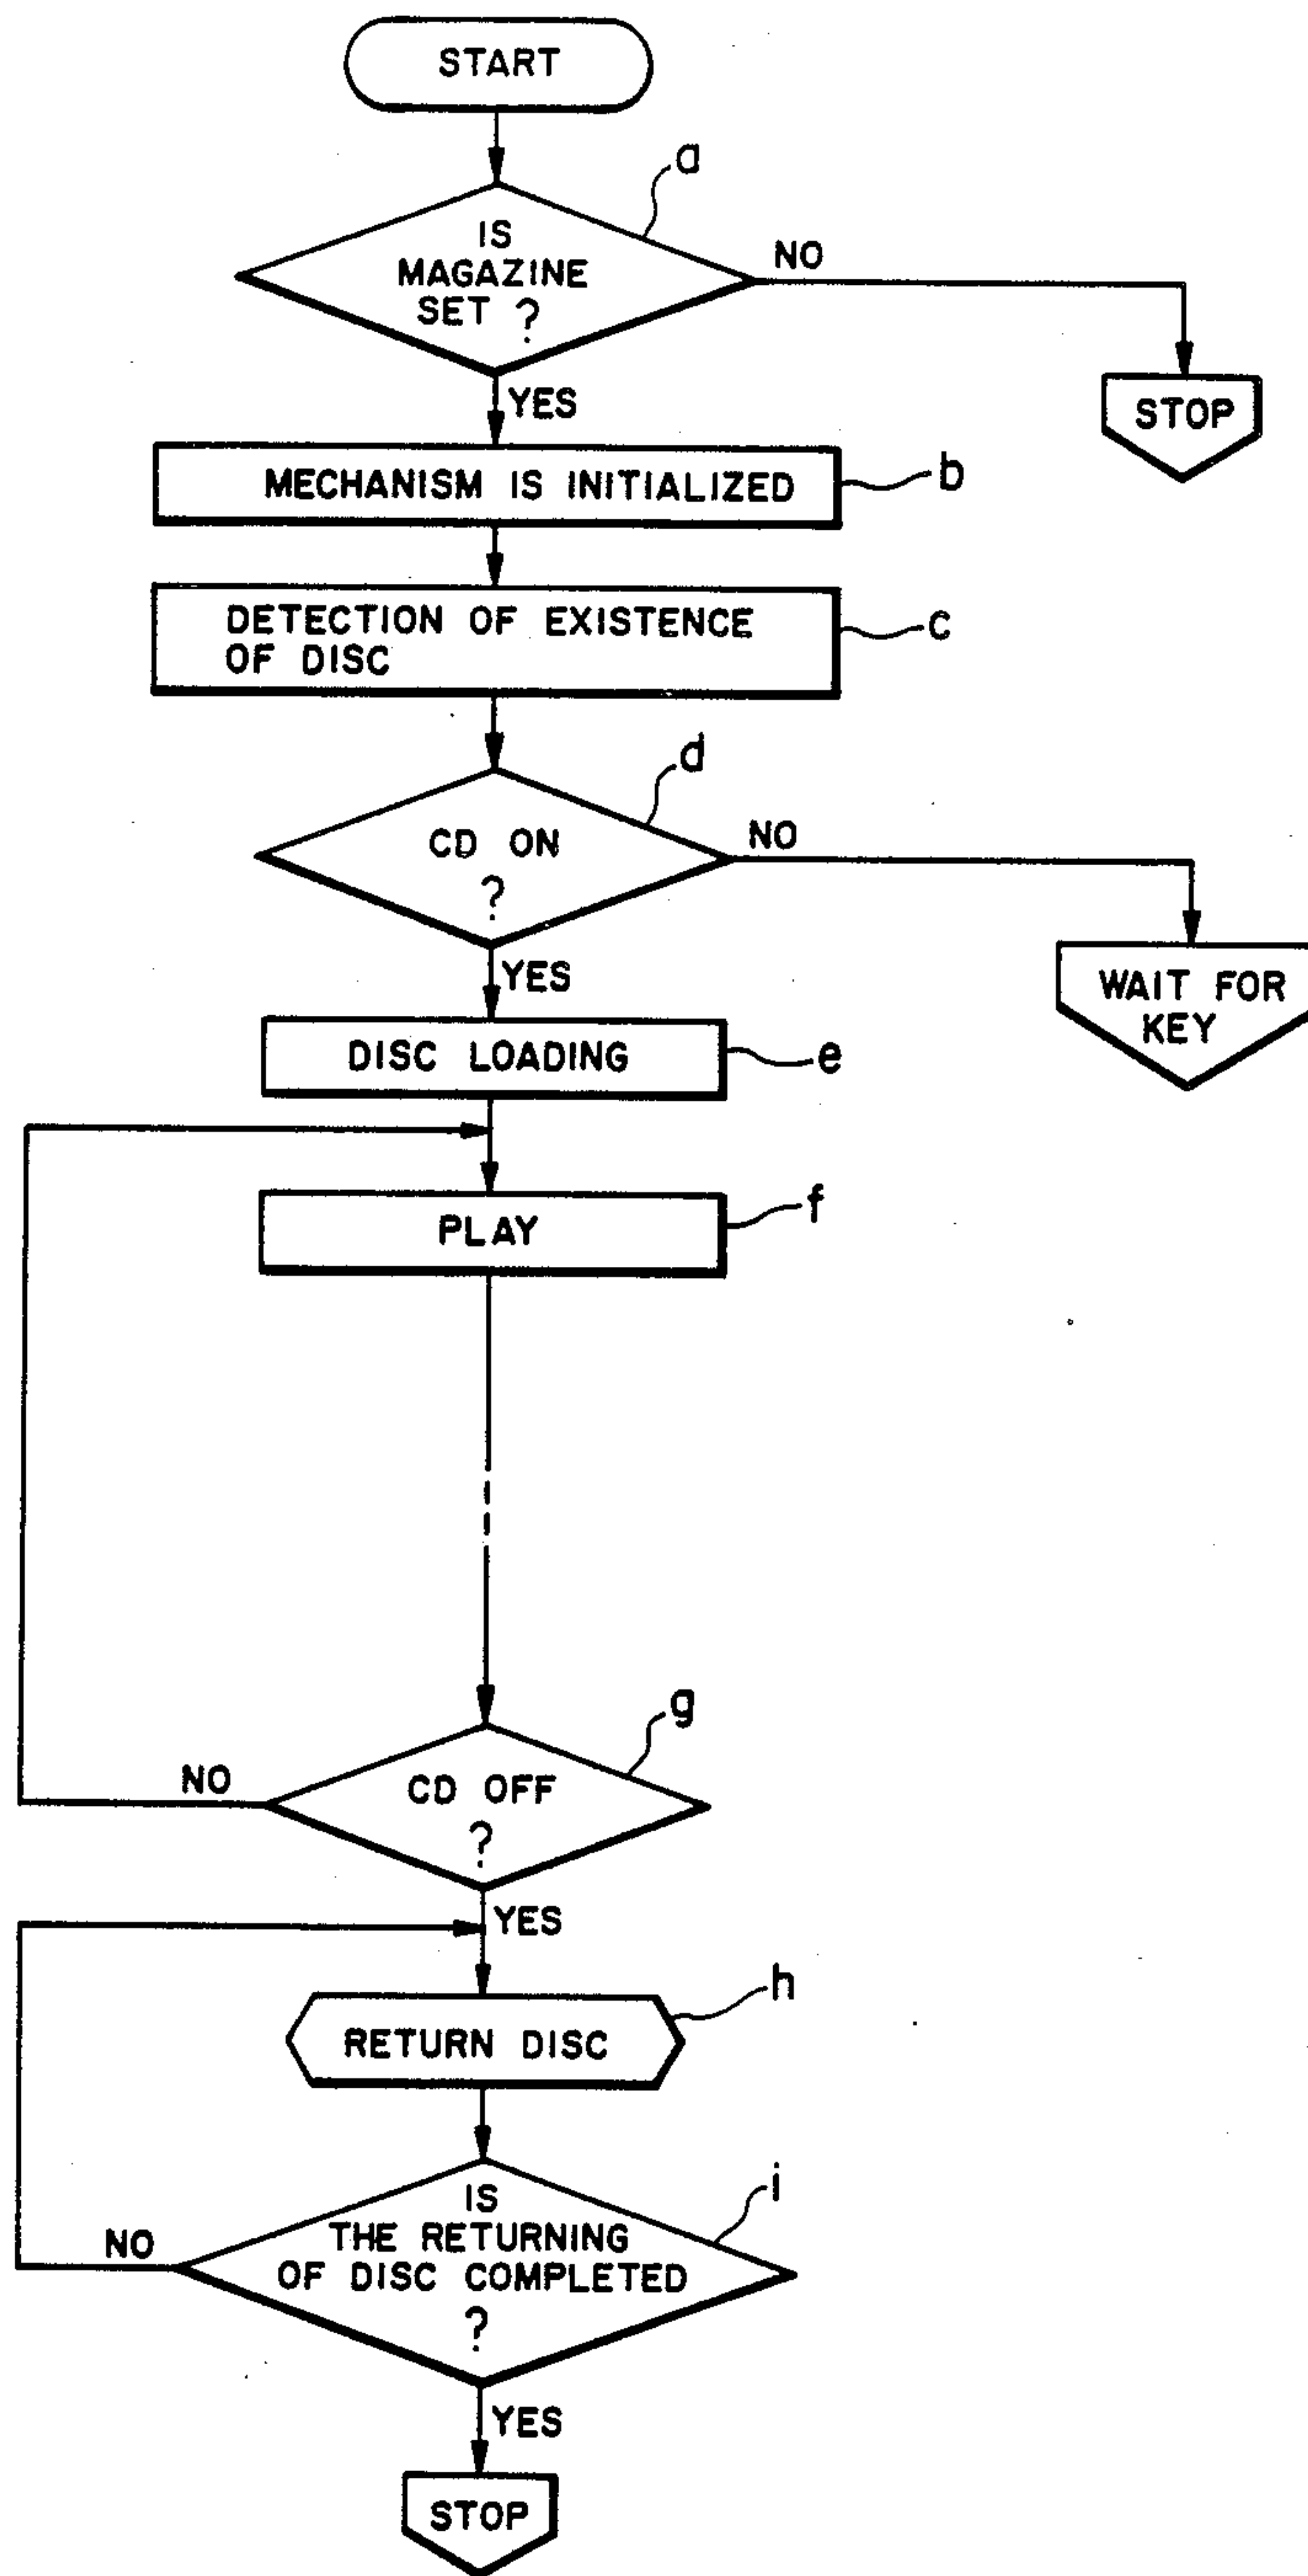 START
a
IS
MAGAZINE
SET ?
NO
STOP
YES
MECHANISM IS INITIALIZED
b
DETECTION OF EXISTENCE
OF DISC
c
d
CD ON
?
NO
WAIT FOR
KEY
YES
DISC LOADING
e
PLAY
f
g
CD OFF
?
NO
YES
RETURN DISC
h
i
IS
THE RETURNING
OF DISC COMPLETED
?
NO
YES
STOP